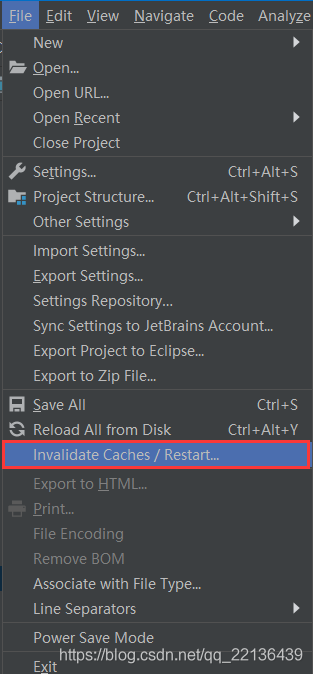 File Edit View Navigate Code Analyze
New
Open...
Open URL...
Open Recent
Close Project
Settings... Ctrl+Alt+S
Project Structure... Ctrl+Alt+Shift+S
Other Settings
Import Settings...
Export Settings...
Settings Repository...
Sync Settings to JetBrains Account...
Export Project to Eclipse...
Export to Zip File...
Save All Ctrl+S
Reload All from Disk Ctrl+Alt+Y
Invalidate Caches / Restart...
Export to HTML...
Print...
File Encoding
Remove BOM
Associate with File Type...
Line Separators
Power Save Mode
https://blog.csdn.net/qq_22136439
Exit